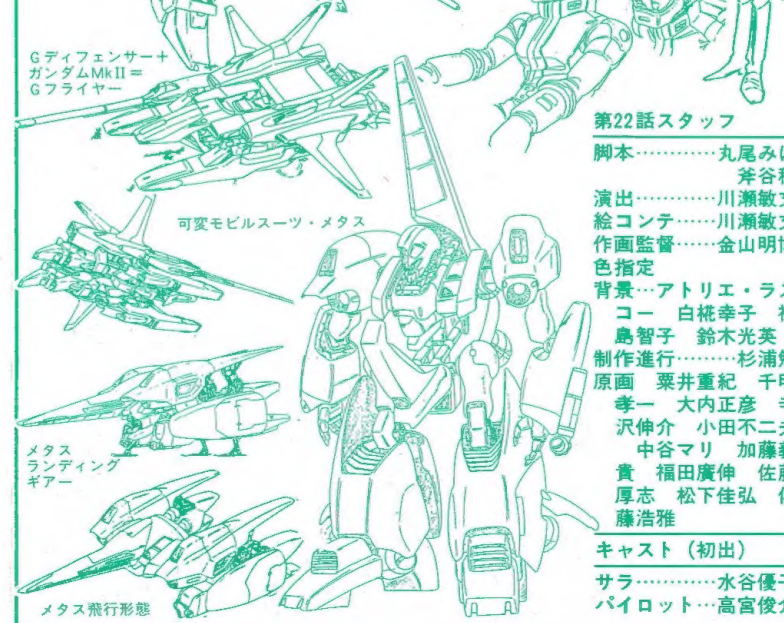 Gディフェンサー+
ガンダムMkII=
Gフライヤー
可変モビルスーツ・メタス
メタス
ランディング
ギアー
メタス飛行形態
第22話スタッフ
脚本…………丸尾み
斧谷
演出…………川瀬敏
絵コンテ……川瀬敏
作画監督……金山明
色指定
背景…アトリエ・ラ
コー 白椛幸子
島智子 鈴木光英
制作進行………杉浦
原画 粟井重紀 千
孝一 大内正彦
沢伸介 小田不二
中谷マリ 加藤
貴 福田廣伸 佐
厚志 松下佳弘
藤浩雅
キャスト(初出)
サラ…………水谷優
パイロット…高宮俊